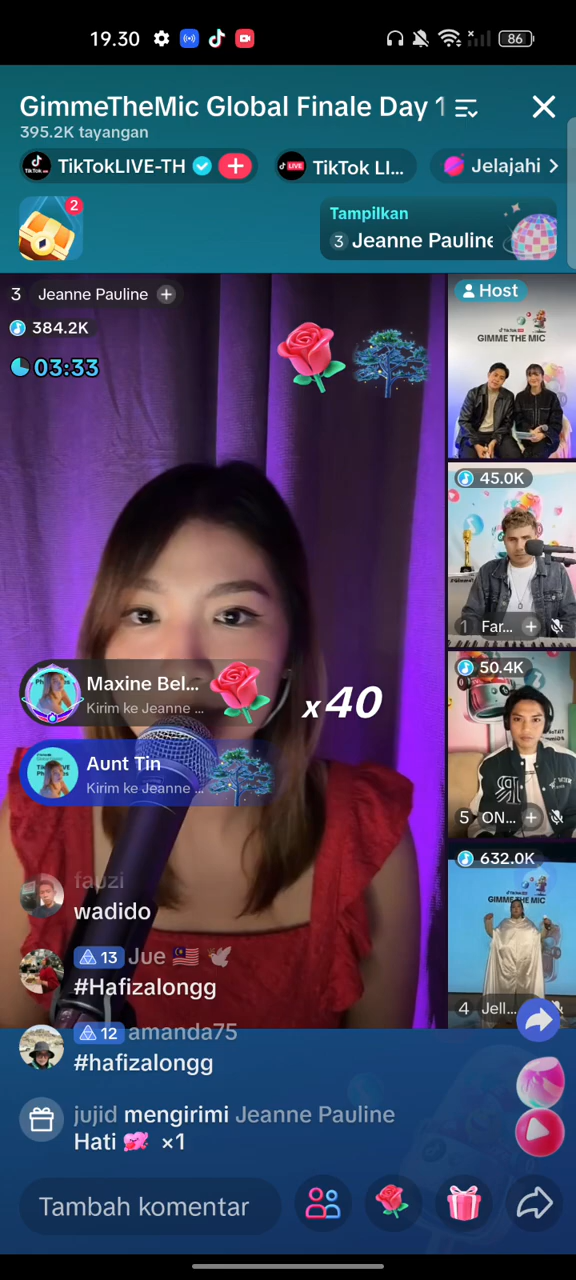 19.30
86
GimmeTheMic Global Finale Day 1
395.2K tayangan
TikTokLIVE-TH
TikTok LI...
Jelajahi
2
Tampilkan
3 Jeanne Pauline
3 Jeanne Pauline +
384.2K
03:33
Host
GIMME THE MIC
45.0K
1 Far... +
50.4K
5 ON... +
632.0K
GIMME THE MIC
4 Jell...
Maxine Bel...
Kirim ke Jeanne ...
x40
Aunt Tin
Kirim ke Jeanne ...
fauzi
wadido
13 Jue
#Hafizalongg
12 amanda75
#hafizalongg
jujid mengirimi Jeanne Pauline
Hati ×1
Tambah komentar